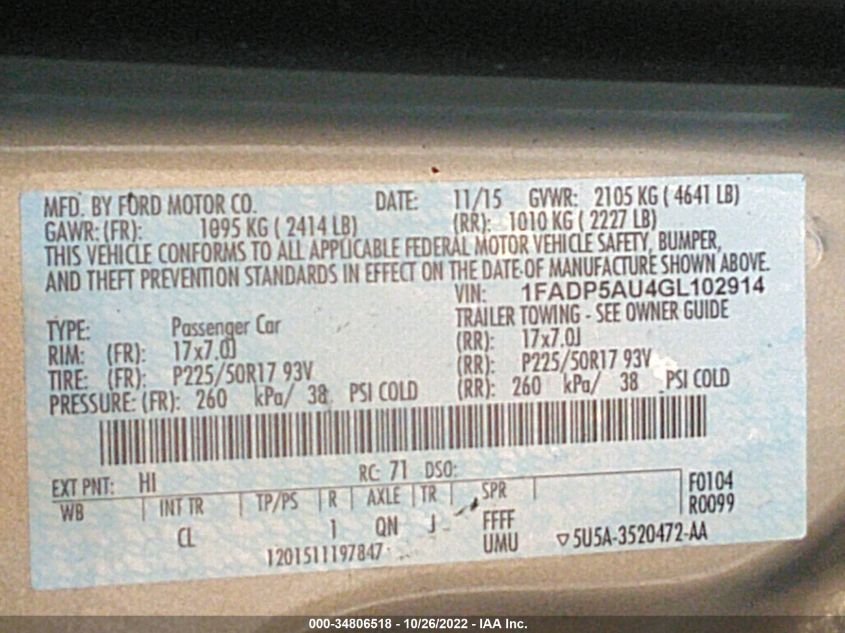 MFD. BY FORD MOTOR CO. DATE: 11/15 GVWR: 2105 KG ( 4641 LB)
GAWR: (FR): 1095 KG ( 2414 LB) (RR): 1010 KG ( 2227 LB)
THIS VEHICLE CONFORMS TO ALL APPLICABLE FEDERAL MOTOR VEHICLE SAFETY, BUMPER,
AND THEFT PREVENTION STANDARDS IN EFFECT ON THE DATE OF MANUFACTURE SHOWN ABOVE.
VIN: 1FADP5AU4GL102914
TYPE: Passenger Car TRAILER TOWING - SEE OWNER GUIDE
RIM: (FR): 17x7.0J (RR): 17x7.0J
TIRE: (FR): P225/50R17 93V (RR): P225/50R17 93V
PRESSURE: (FR): 260 kPa/ 38 PSI COLD (RR): 260 kPa/ 38 PSI COLD
EXT PNT: HI RC: 71 DSO: F0104
WB INT TR TP/PS R AXLE TR SPR R0099
CL 1 QN J FFFF
1201511197847 UMU ▽5U5A-3520472-AA
000-34806518 - 10/26/2022 - IAA Inc.